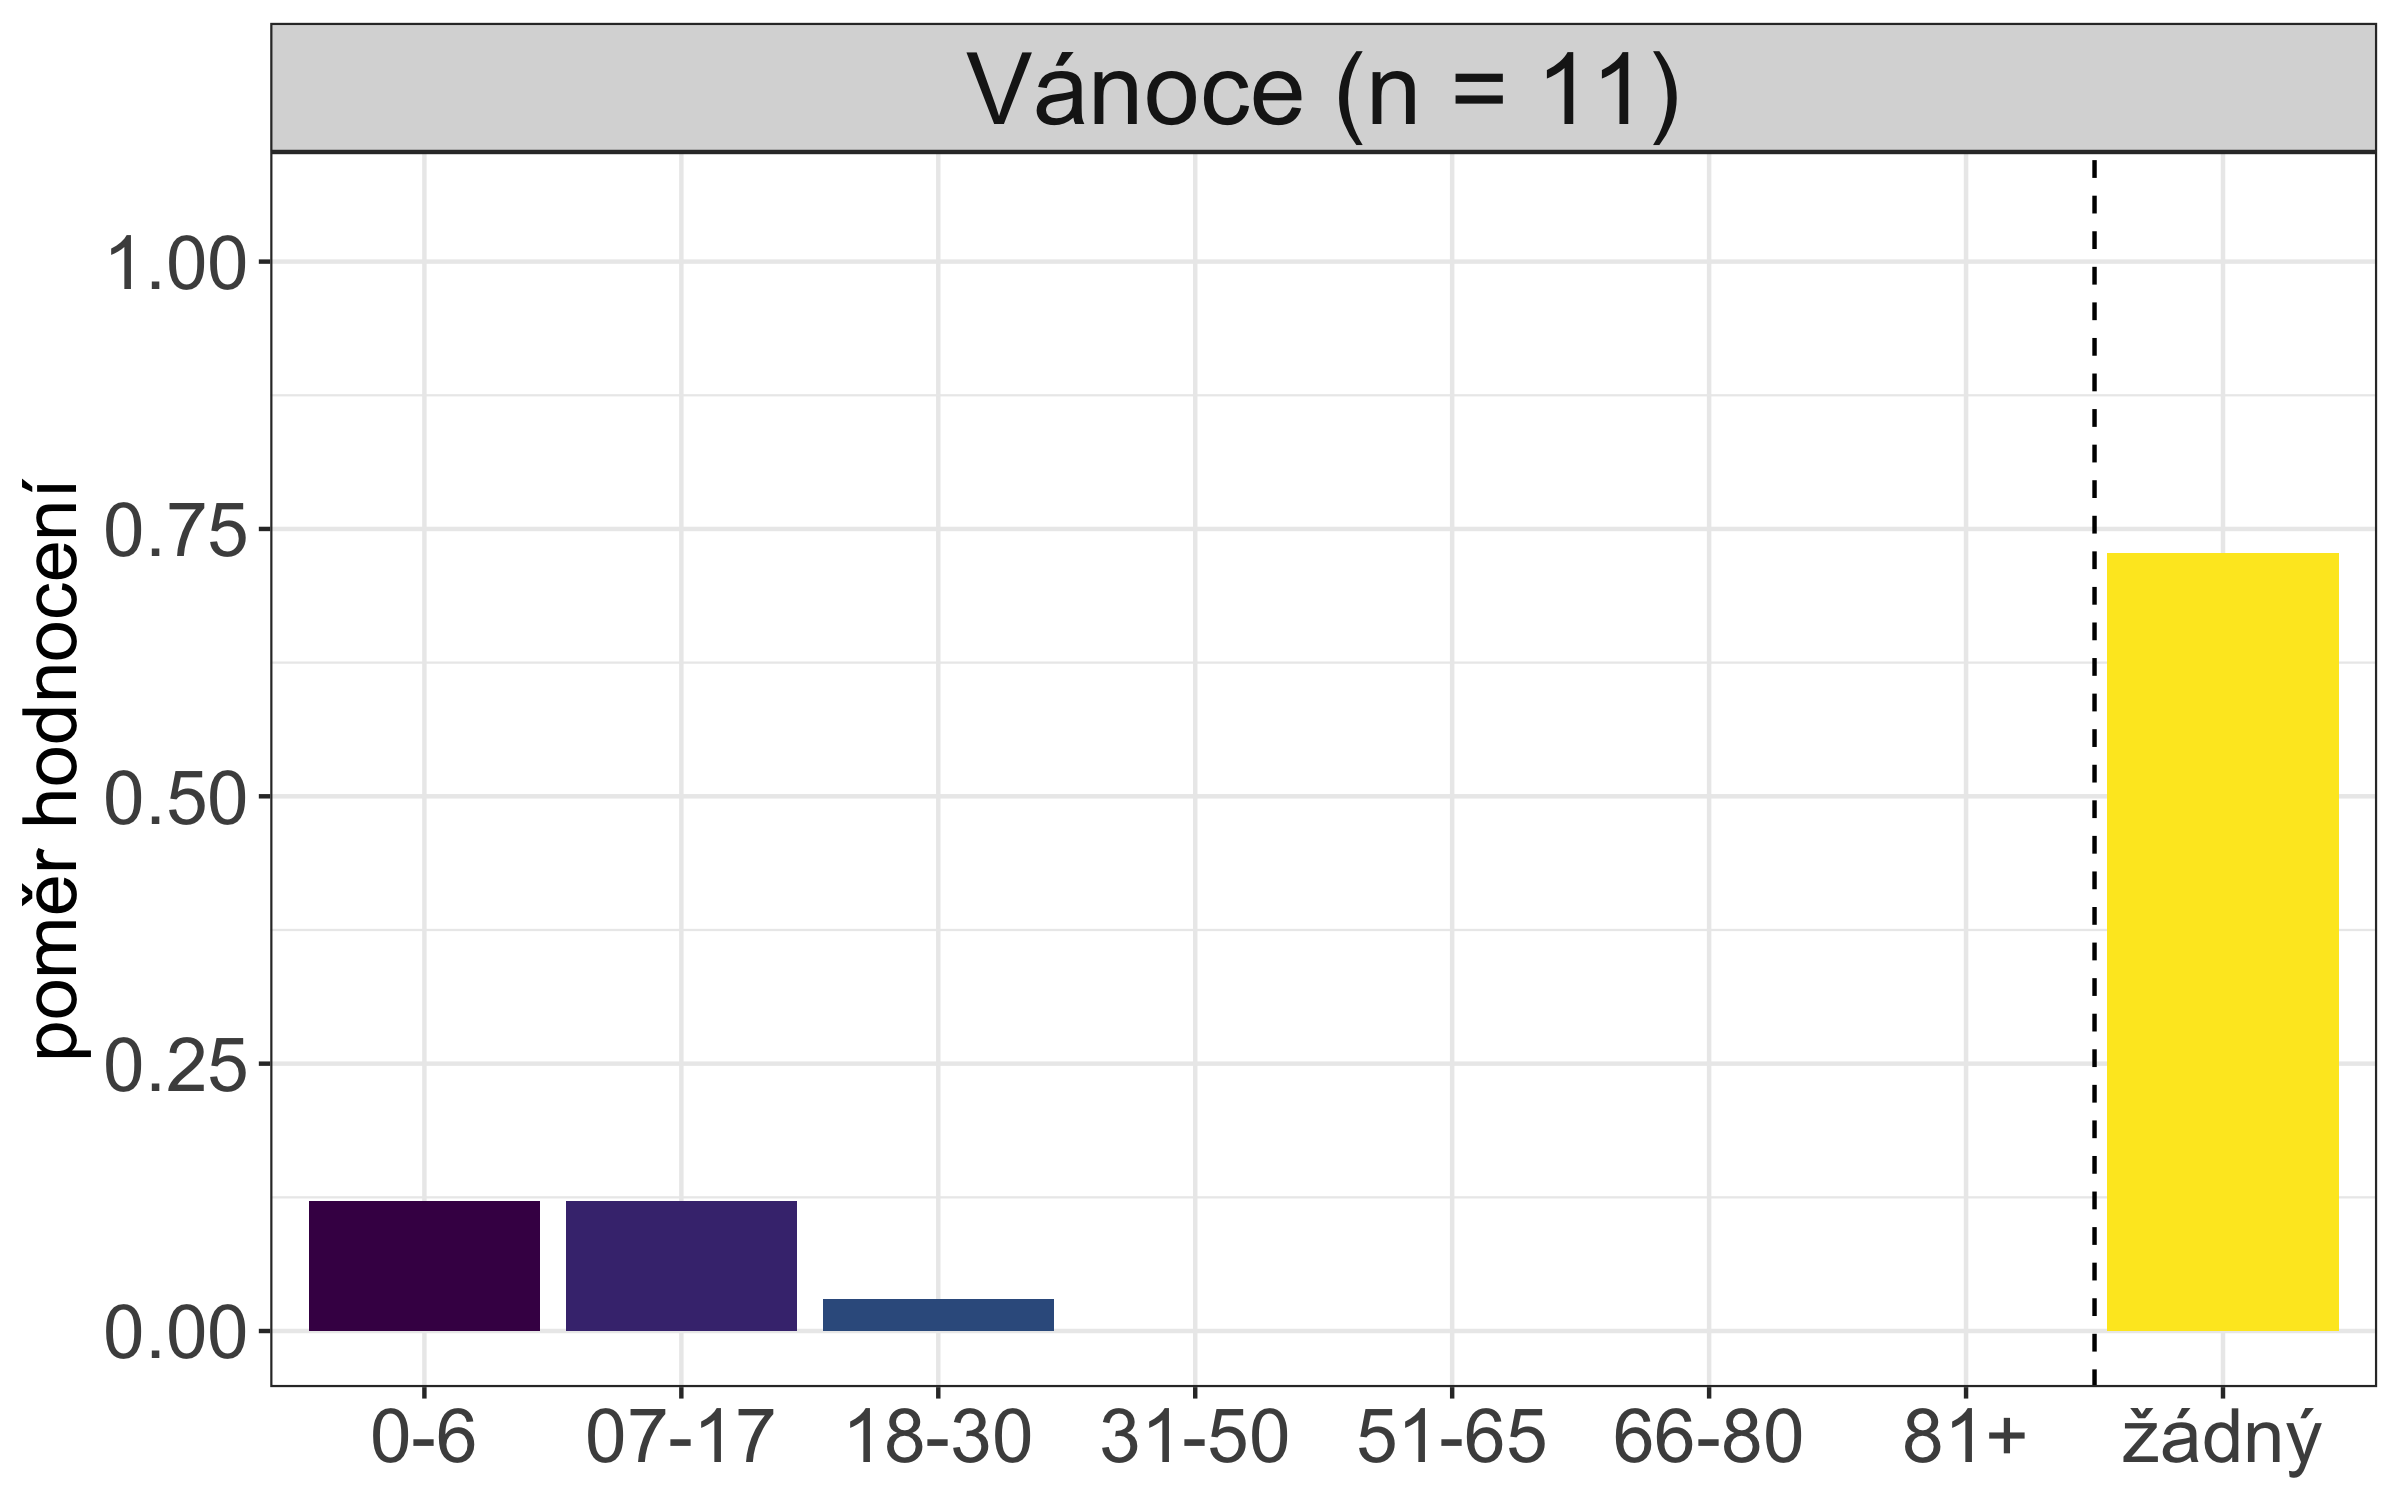 Vánoce (n = 11)
poměr hodnocení
1.00
0.75
0.50
0.25
0.00
0-6 07-17 18-30 31-50 51-65 66-80 81+ žádný